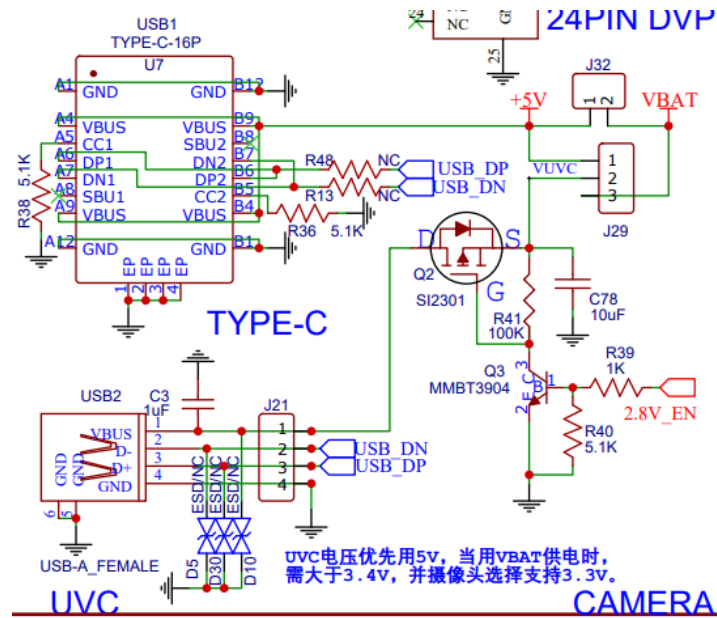 NC
24PIN DVP
25
USB1
TYPE-C-16P
U7
J32
+5V
VBAT
1 2
A1 GND GND B12
A4 VBUS VBUS B9
A5 CC1 SBU2 B8
A6 DP1 DN2 B7
A7 DN1 DP2 B6
A8 SBU1 CC2 B5
A9 VBUS VBUS B4
A12 GND GND B1
EP EP EP EP
1 2 3 4
R38 5.1K
R48 NC USB_DP
R13 NC USB_DN
R36 5.1K
VUVC
1
2
3
J29
D S
G
Q2
SI2301
TYPE-C
C78
10uF
R41
100K
Q3
MMBT3904
3 C
B 1
2 E
R39
1K
2.8V_EN
R40
5.1K
USB2
C3
1uF
J21
VBUS 1
D- 2
D+ 3
GND 4
GND GND
6 5
1
2 USB_DN
3 USB_DP
4
ESD/NC ESD/NC ESD/NC
D5 D30 D10
USB-A_FEMALE
UVC电压优先用5V，当用VBAT供电时，
需大于3.4V，并摄像头选择支持3.3V。
UVC
CAMERA